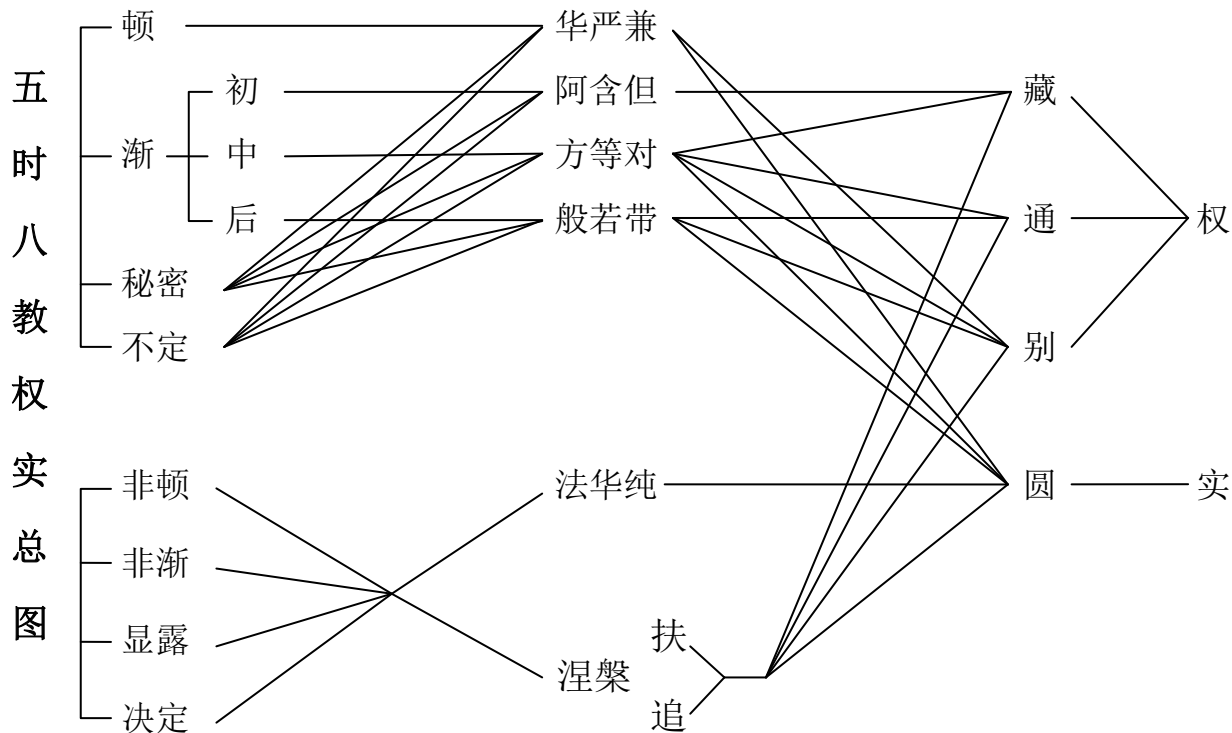 五时八教权实总图
顿
渐
初
中
后
秘密
不定
非顿
非渐
显露
决定
华严兼
阿含但
方等对
般若带
法华纯
涅槃
扶
追
藏
通
别
圆
权
实